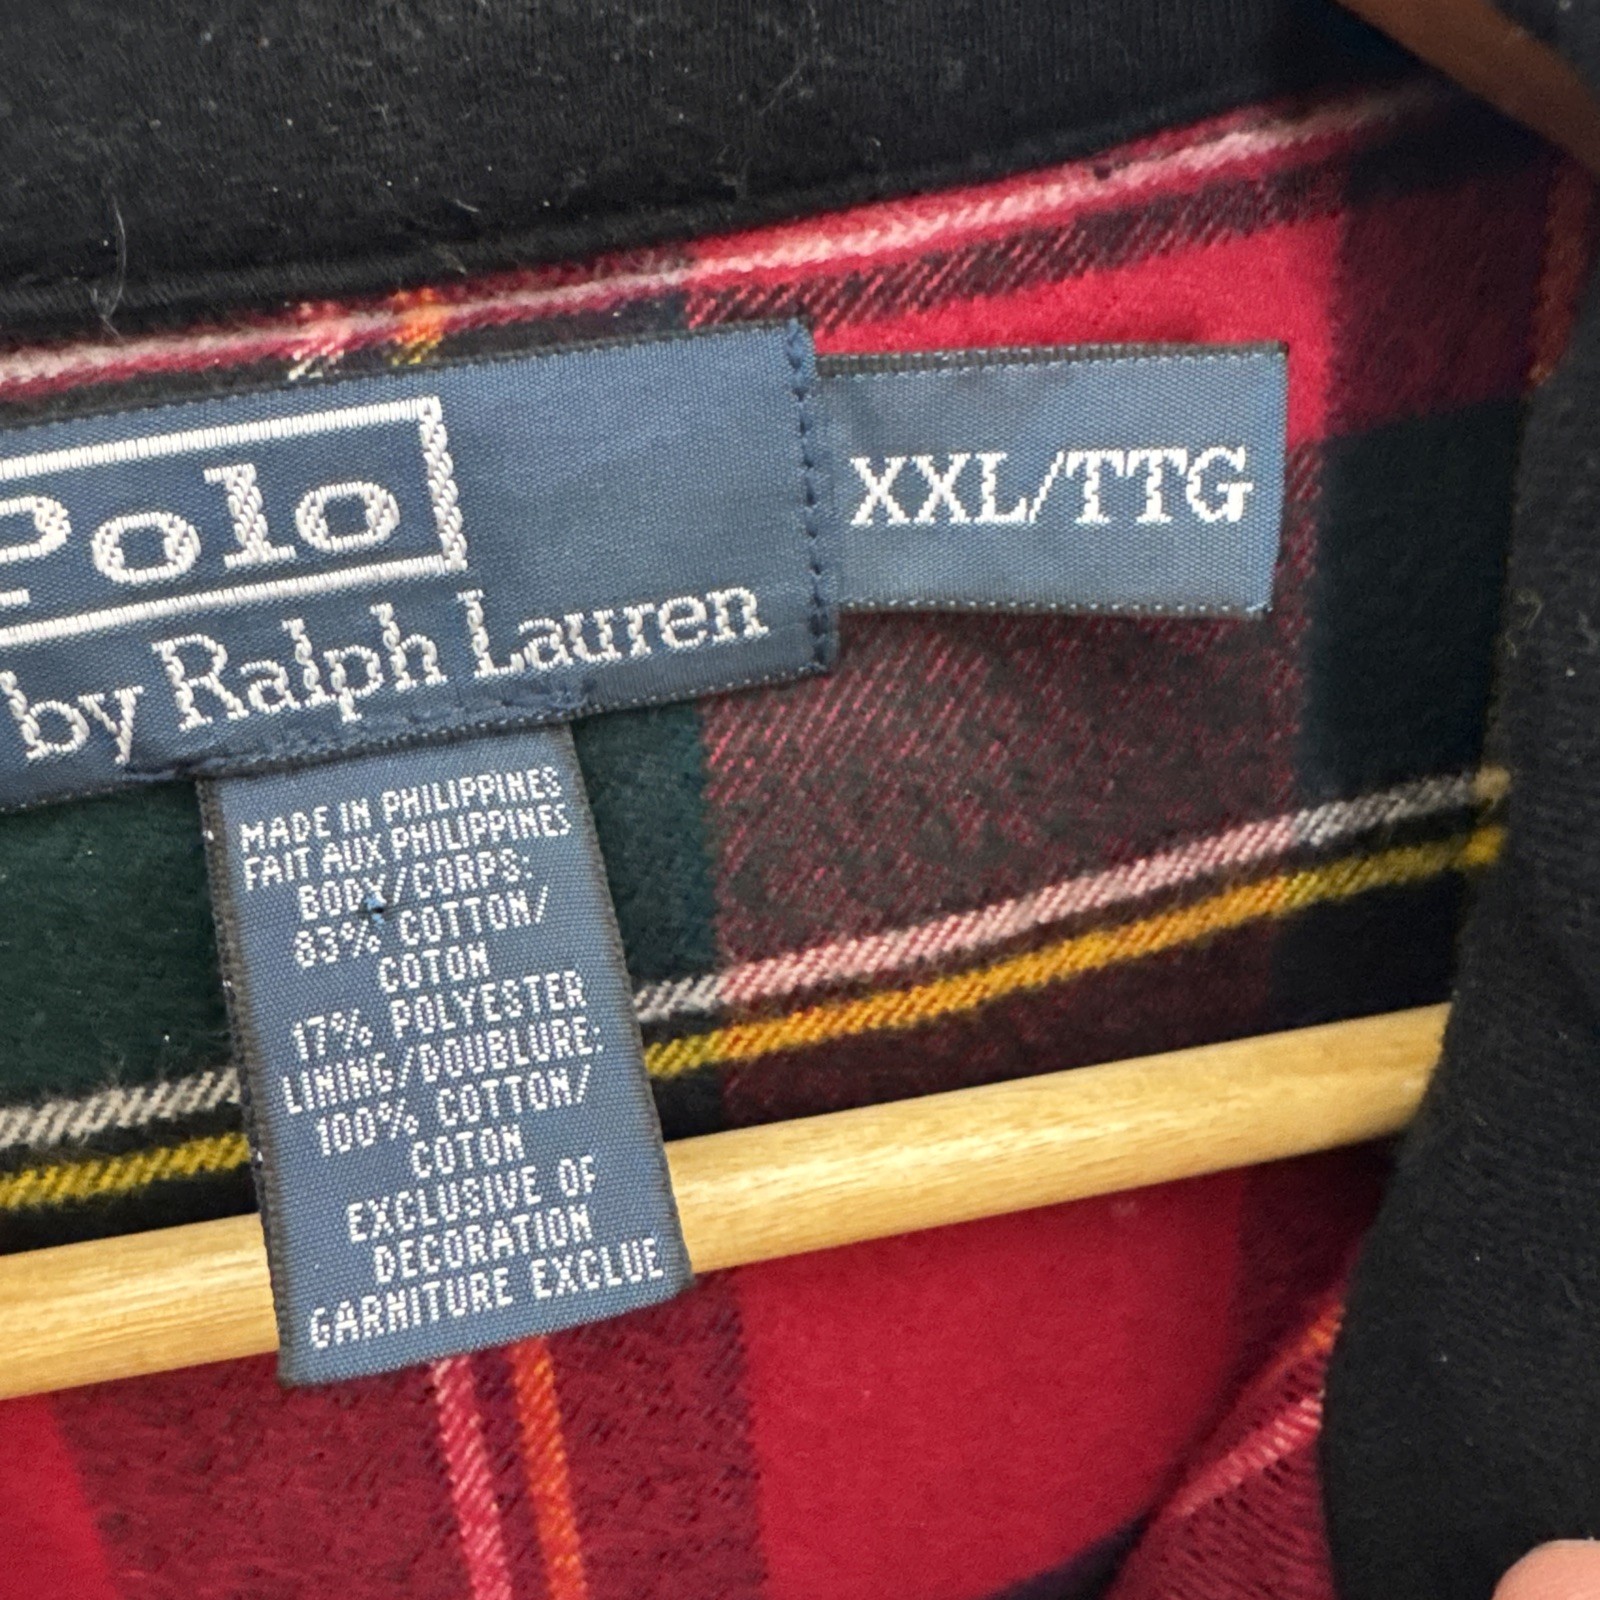 Polo
by Ralph Lauren
XXL/TTG
MADE IN PHILIPPINES
FAIT AUX PHILIPPINES
BODY/CORPS:
83% COTTON/
COTON
17% POLYESTER
LINING/DOUBLURE:
100% COTTON/
COTON
EXCLUSIVE OF
DECORATION
GARNITURE EXCLUE